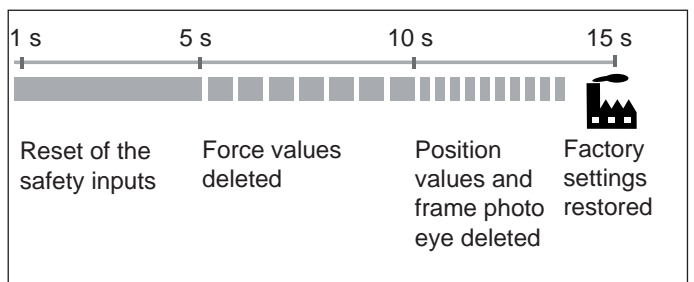 1 s 5 s 10 s 15 s
Reset of the
safety inputs
Force values
deleted
Position
values and
frame photo
eye deleted
Factory
settings
restored